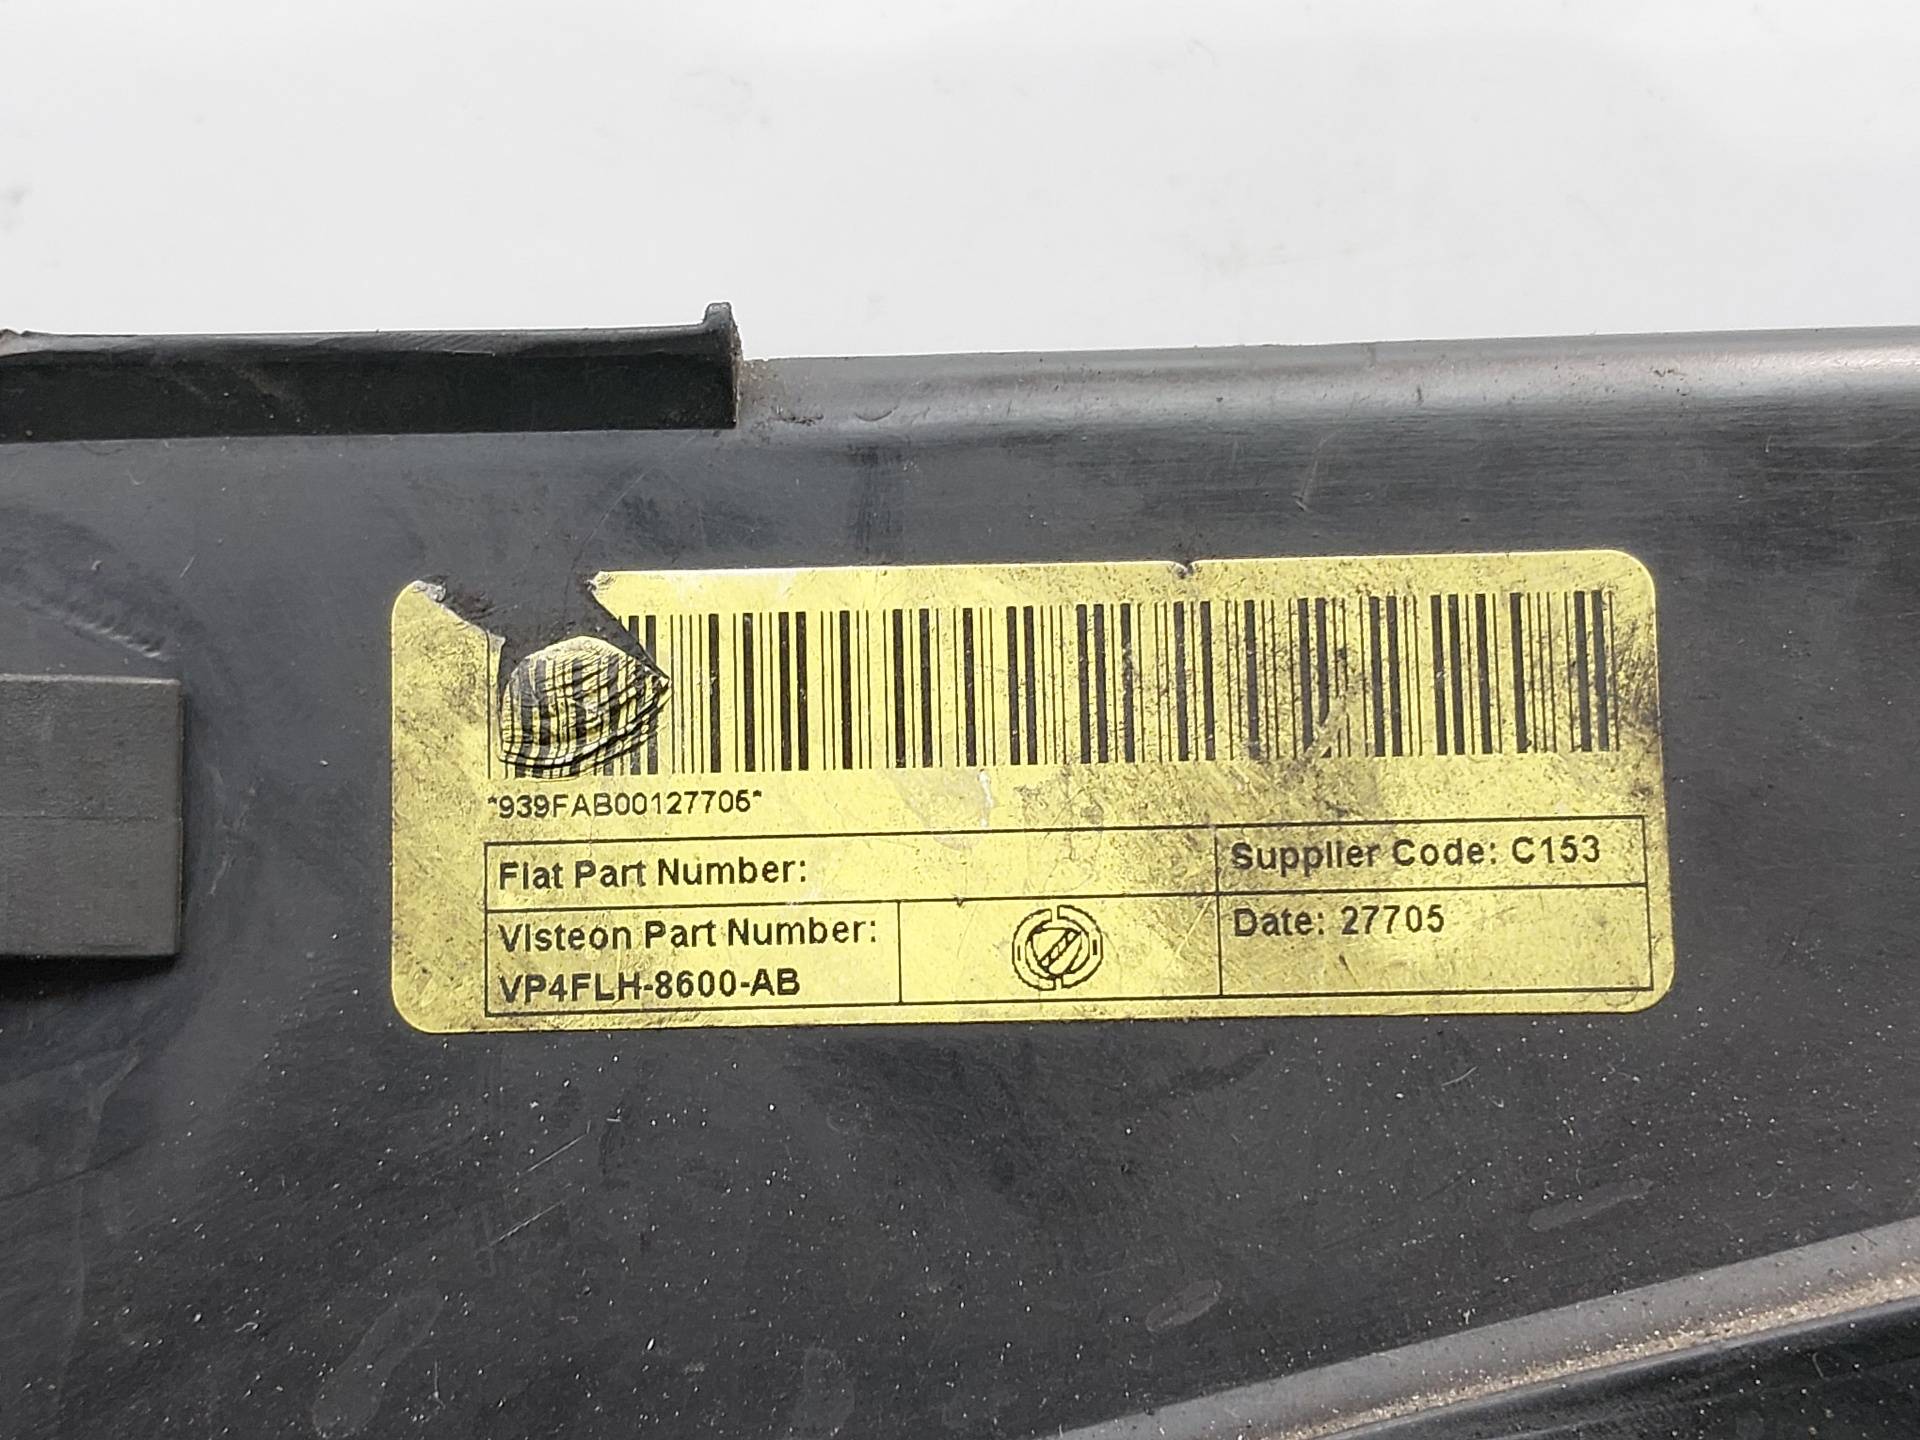 *939FAB00127705*
Fiat Part Number:
Supplier Code: C153
Visteon Part Number:
VP4FLH-8600-AB
Date: 27705